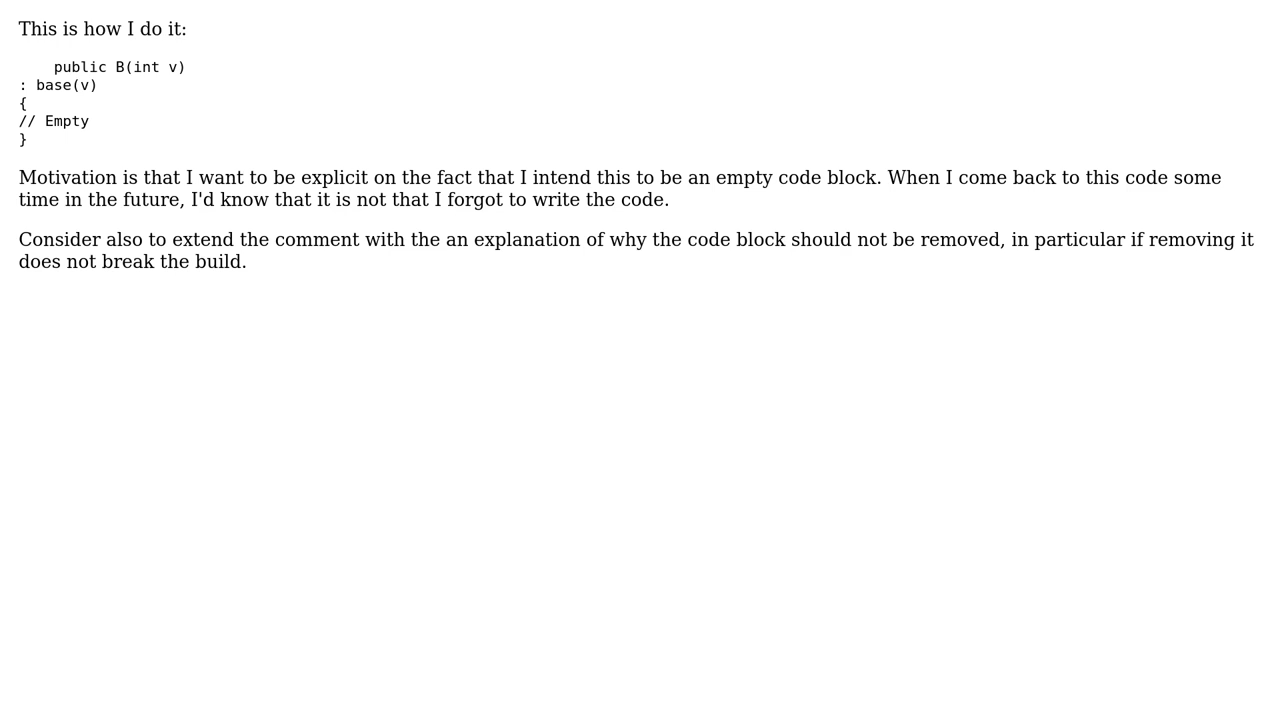 This is how I do it:
    public B(int v)
: base(v)
{
// Empty
}
Motivation is that I want to be explicit on the fact that I intend this to be an empty code block. When I come back to this code some
time in the future, I'd know that it is not that I forgot to write the code.
Consider also to extend the comment with the an explanation of why the code block should not be removed, in particular if removing it
does not break the build.